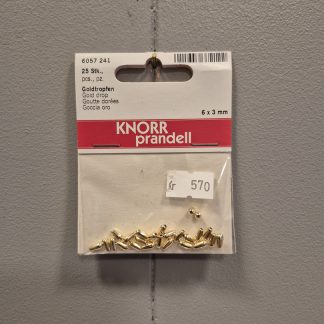 6057 241
25 Stk.,
pcs., pz.
Goldtropfen
Gold drop
Goutte dorées
Goccia oro
6 x 3 mm
KNORR
prandell
kr 570